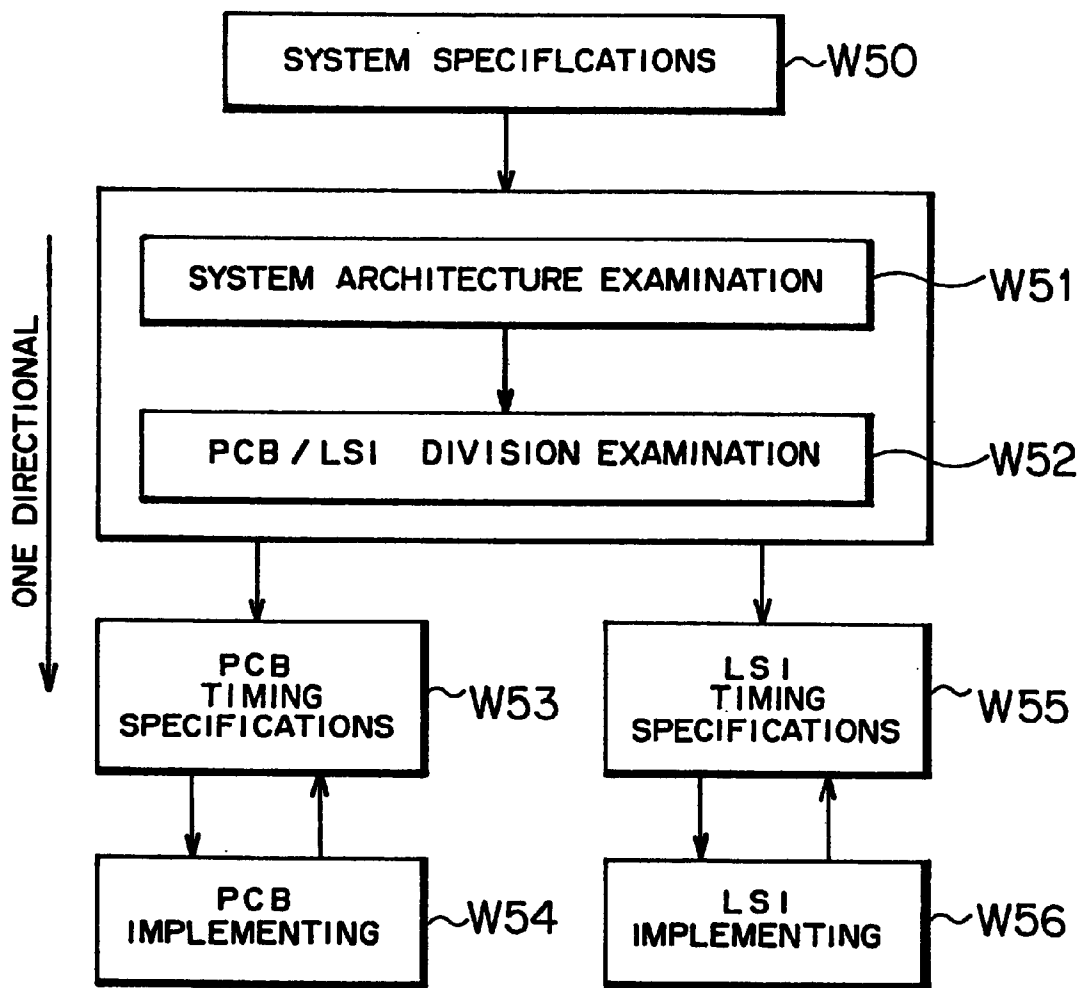 SYSTEM SPECIFLCATIONS
W50
ONE DIRECTIONAL
SYSTEM ARCHITECTURE EXAMINATION
W51
PCB / LSI DIVISION EXAMINATION
W52
PCB
TIMING
SPECIFICATIONS
W53
LSI
TIMING
SPECIFICATIONS
W55
PCB
IMPLEMENTING
W54
LSI
IMPLEMENTING
W56